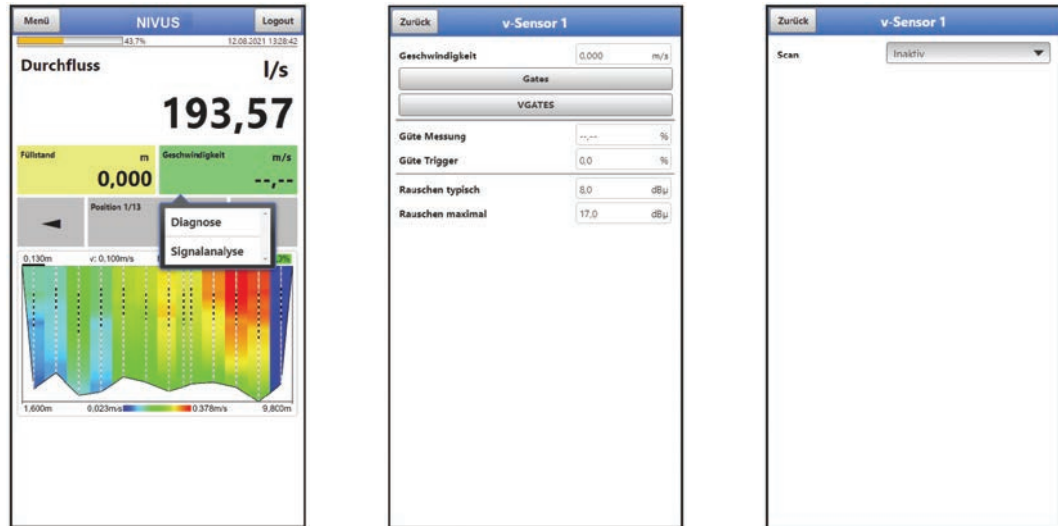 Menü NIVUS Logout
43,7% 12.08.2021 13:28:42
Durchfluss l/s
193,57
Füllstand m Geschwindigkeit m/s
0,000 --,--
Position 1/13
Diagnose
Signalanalyse
0,130m v: 0,100m/s
1,600m 0,023m/s 0.378m/s 9,800m
Zurück v-Sensor 1
Geschwindigkeit 0,000 m/s
Gates
VGATES
Güte Messung --,-- %
Güte Trigger 0,0 %
Rauschen typisch 8,0 dBµ
Rauschen maximal 17,0 dBµ
Zurück v-Sensor 1
Scan Inaktiv